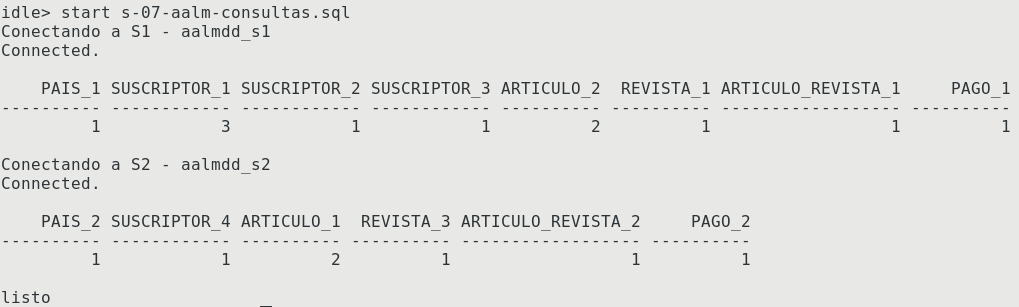 idle> start s-07-aalm-consultas.sql
Conectando a S1 - aalmdd_s1
Connected.
    PAIS_1 SUSCRIPTOR_1 SUSCRIPTOR_2 SUSCRIPTOR_3 ARTICULO_2  REVISTA_1 ARTICULO_REVISTA_1     PAGO_1
---------- ------------ ------------ ------------ ---------- ---------- ------------------ ----------
         1            3            1            1          2          1                  1          1
Conectando a S2 - aalmdd_s2
Connected.
    PAIS_2 SUSCRIPTOR_4 ARTICULO_1  REVISTA_3 ARTICULO_REVISTA_2     PAGO_2
---------- ------------ ---------- ---------- ------------------ ----------
         1            1          2          1                  1          1
listo